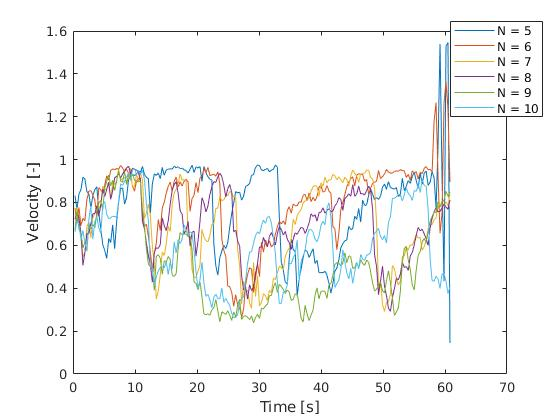 N = 5
N = 6
N = 7
N = 8
N = 9
N = 10
1.6
1.4
1.2
1
0.8
0.6
0.4
0.2
0
Velocity [-]
0 10 20 30 40 50 60 70
Time [s]